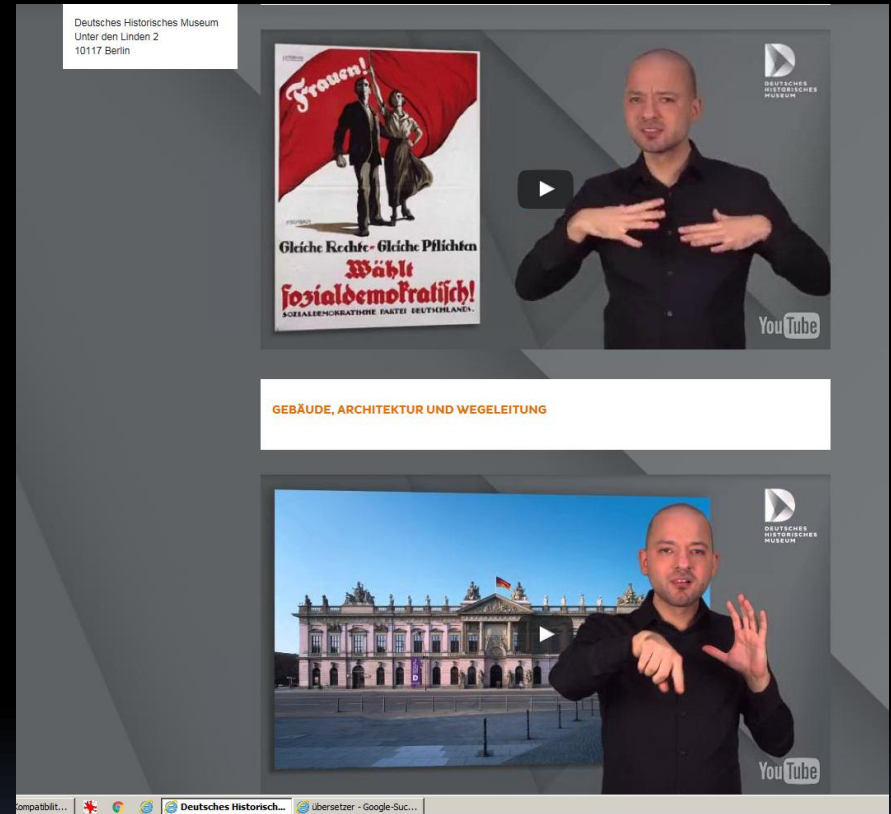 Deutsches Historisches Museum
Unter den Linden 2
10117 Berlin
Frauen!
Gleiche Rechte - Gleiche Pflichten
Wählt
sozialdemokratisch!
SOZIALDEMOKRATISCHE PARTEI DEUTSCHLANDS.
DEUTSCHES
HISTORISCHES
MUSEUM
YouTube
GEBÄUDE, ARCHITEKTUR UND WEGELEITUNG
DEUTSCHES
HISTORISCHES
MUSEUM
YouTube
Kompatibilit...
Deutsches Historisch...
übersetzer - Google-Suc...